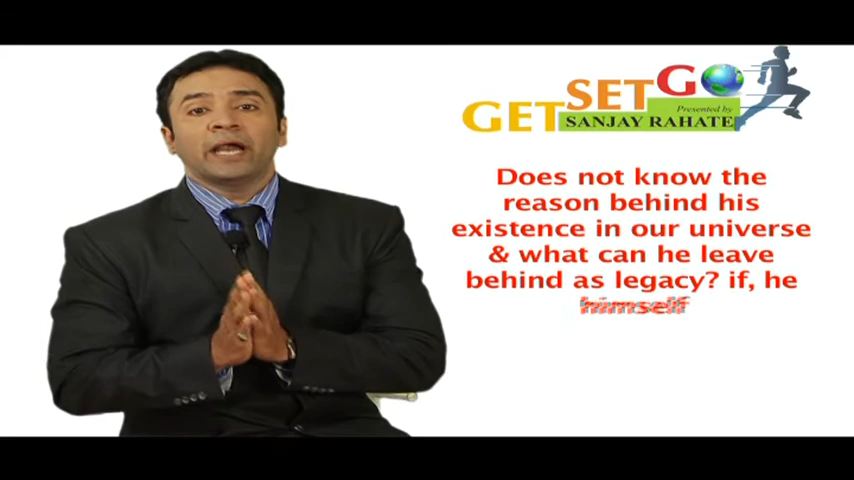 GET SET GO
Presented by
SANJAY RAHATE
Does not know the
reason behind his
existence in our universe
& what can he leave
behind as legacy? if, he
himself